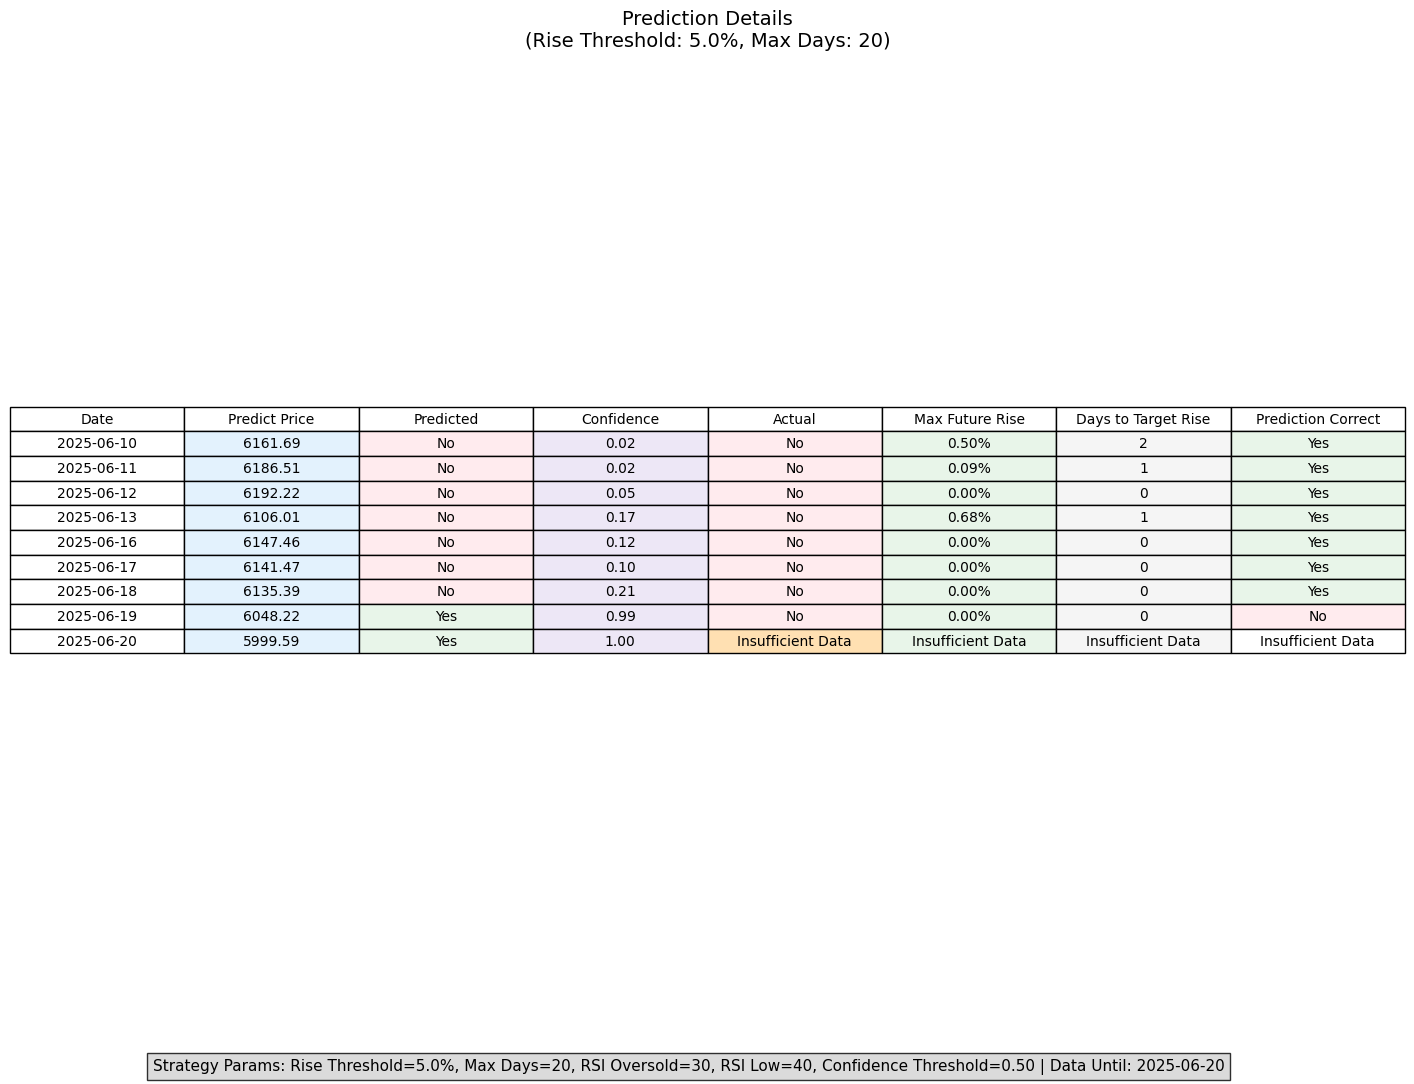 Prediction Details
(Rise Threshold: 5.0%, Max Days: 20)
Date Predict Price Predicted Confidence Actual Max Future Rise Days to Target Rise Prediction Correct
2025-06-10 6161.69 No 0.02 No 0.50% 2 Yes
2025-06-11 6186.51 No 0.02 No 0.09% 1 Yes
2025-06-12 6192.22 No 0.05 No 0.00% 0 Yes
2025-06-13 6106.01 No 0.17 No 0.68% 1 Yes
2025-06-16 6147.46 No 0.12 No 0.00% 0 Yes
2025-06-17 6141.47 No 0.10 No 0.00% 0 Yes
2025-06-18 6135.39 No 0.21 No 0.00% 0 Yes
2025-06-19 6048.22 Yes 0.99 No 0.00% 0 No
2025-06-20 5999.59 Yes 1.00 Insufficient Data Insufficient Data Insufficient Data Insufficient Data
Strategy Params: Rise Threshold=5.0%, Max Days=20, RSI Oversold=30, RSI Low=40, Confidence Threshold=0.50 | Data Until: 2025-06-20